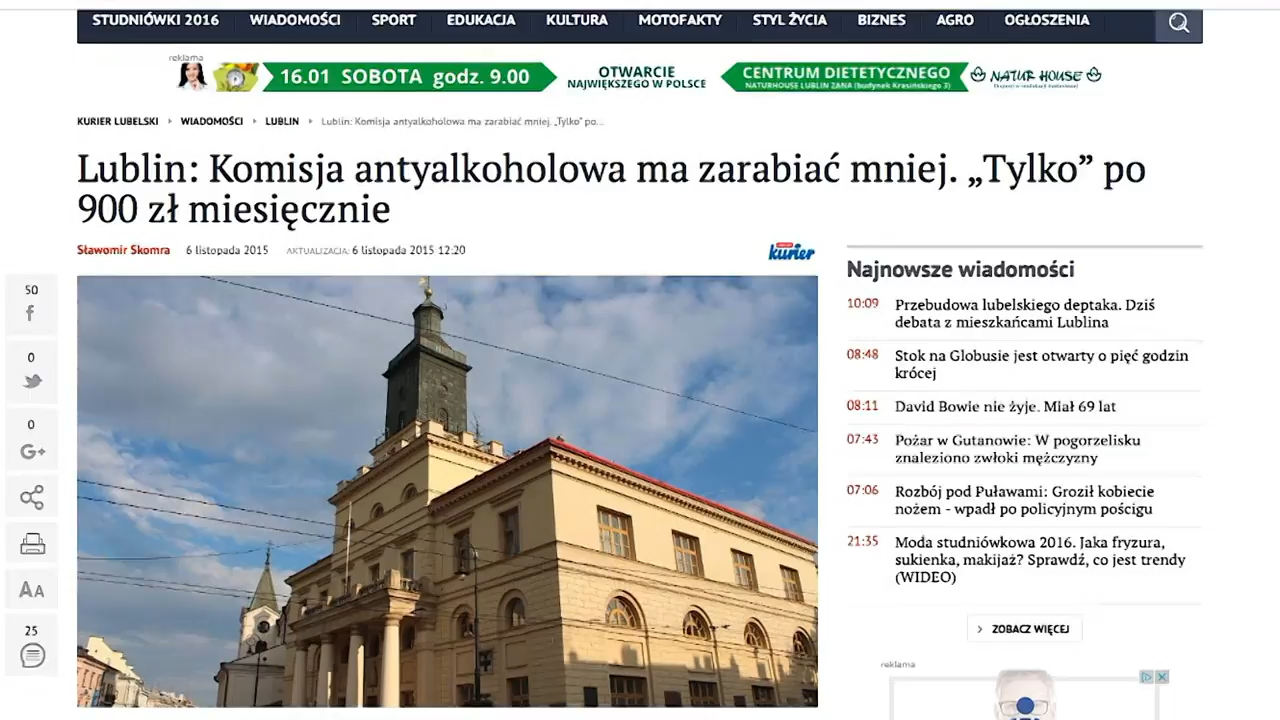 STUDNIÓWKI 2016 WIADOMOŚCI SPORT EDUKACJA KULTURA MOTOFAKTY STYL ŻYCIA BIZNES AGRO OGŁOSZENIA
reklama
16.01 SOBOTA godz. 9.00
OTWARCIE
NAJWIĘKSZEGO W POLSCE
CENTRUM DIETETYCZNEGO
NATURHOUSE LUBLIN ZANA (budynek Krasińskiego 3)
NATUR HOUSE
KURIER LUBELSKI WIADOMOŚCI LUBLIN Lublin: Komisja antyalkoholowa ma zarabiać mniej. „Tylko” po...
Lublin: Komisja antyalkoholowa ma zarabiać mniej. „Tylko” po
900 zł miesięcznie
Sławomir Skomra 6 listopada 2015 AKTUALIZACJA: 6 listopada 2015 12:20
kurier
50
0
0
G+
AA
25
Najnowsze wiadomości
10:09 Przebudowa lubelskiego deptaka. Dziś
debata z mieszkańcami Lublina
08:48 Stok na Globusie jest otwarty o pięć godzin
krócej
08:11 David Bowie nie żyje. Miał 69 lat
07:43 Pożar w Gutanowie: W pogorzelisku
znaleziono zwłoki mężczyzny
07:06 Rozbój pod Puławami: Groził kobiecie
nożem - wpadł po policyjnym pościgu
21:35 Moda studniówkowa 2016. Jaka fryzura,
sukienka, makijaż? Sprawdź, co jest trendy
(WIDEO)
ZOBACZ WIĘCEJ
reklama